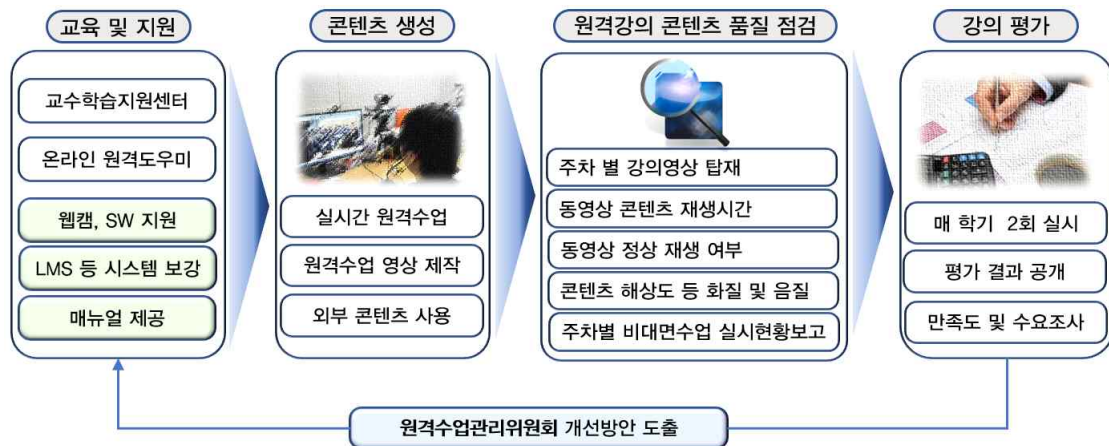 교육 및 지원
교수학습지원센터
온라인 원격도우미
웹캠, SW 지원
LMS 등 시스템 보강
매뉴얼 제공
콘텐츠 생성
실시간 원격수업
원격수업 영상 제작
외부 콘텐츠 사용
원격강의 콘텐츠 품질 점검
주차 별 강의영상 탑재
동영상 콘텐츠 재생시간
동영상 정상 재생 여부
콘텐츠 해상도 등 화질 및 음질
주차별 비대면수업 실시현황보고
강의 평가
매 학기 2회 실시
평가 결과 공개
만족도 및 수요조사
원격수업관리위원회 개선방안 도출